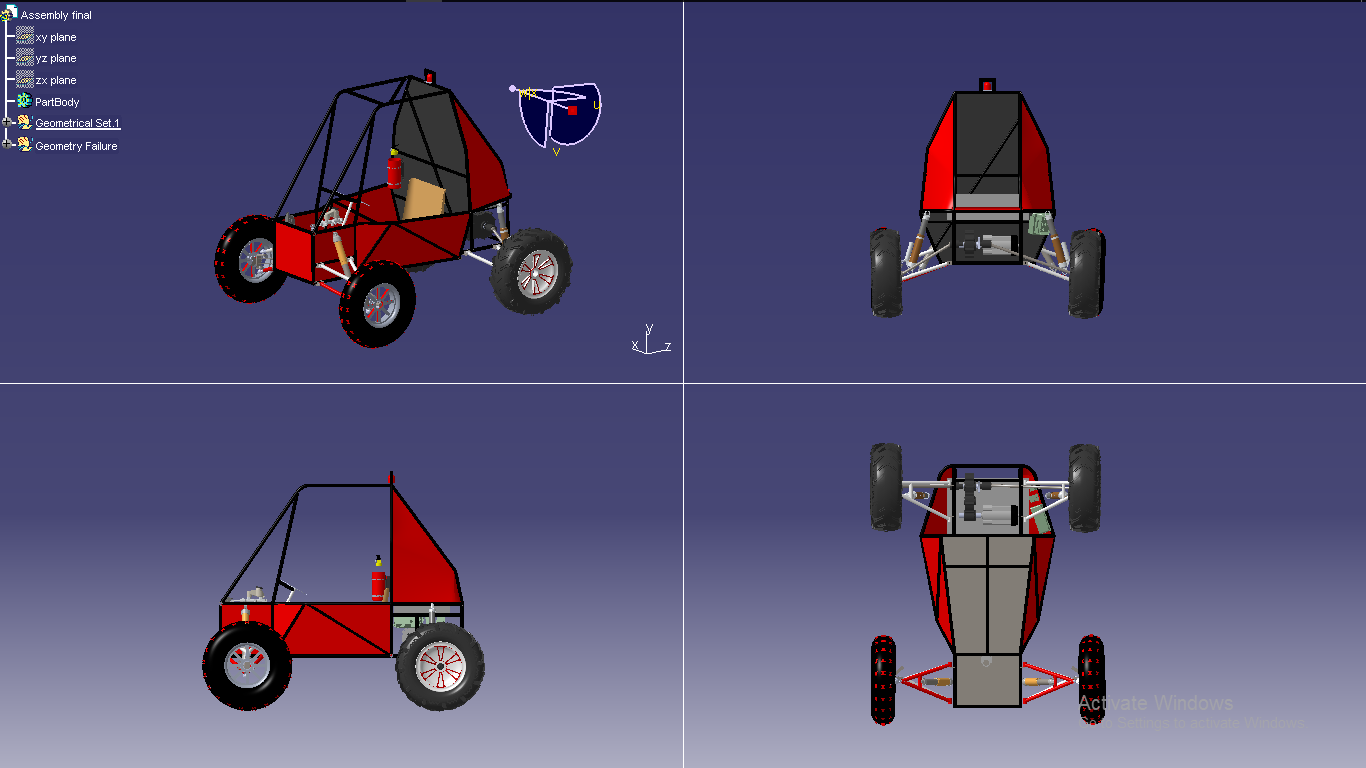 Assembly final
xy plane
yz plane
zx plane
PartBody
Geometrical Set.1
Geometry Failure
U
V
y
x
z
Activate Windows
Go to Settings to activate Windows.